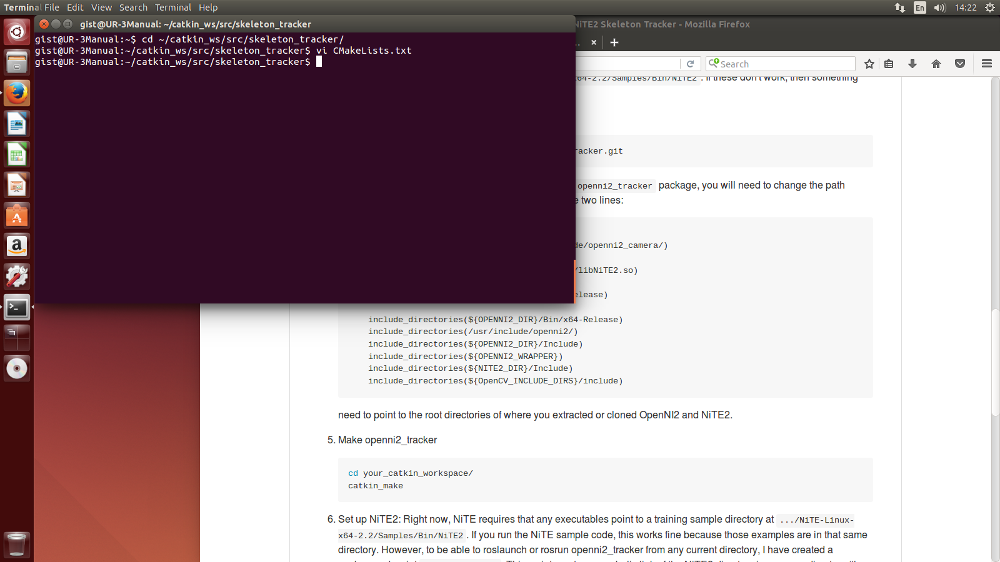 Terminal File Edit View Search Terminal Help
En 14:22
gist@UR-3Manual: ~/catkin_ws/src/skeleton_tracker
NiTE2 Skeleton Tracker - Mozilla Firefox
gist@UR-3Manual:~$ cd ~/catkin_ws/src/skeleton_tracker/
gist@UR-3Manual:~/catkin_ws/src/skeleton_tracker$ vi CMakeLists.txt
gist@UR-3Manual:~/catkin_ws/src/skeleton_tracker$
Search
x64-2.2/Samples/Bin/NiTE2 . If these don't work, then something
racker.git
openni2_tracker package, you will need to change the path
e two lines:
de/openni2_camera/)
/libNiTE2.so)
elease)
include_directories(${OPENNI2_DIR}/Bin/x64-Release)
include_directories(/usr/include/openni2/)
include_directories(${OPENNI2_DIR}/Include)
include_directories(${OPENNI2_WRAPPER})
include_directories(${NITE2_DIR}/Include)
include_directories(${OpenCV_INCLUDE_DIRS}/include)
need to point to the root directories of where you extracted or cloned OpenNI2 and NiTE2.
5. Make openni2_tracker
cd your_catkin_workspace/
catkin_make
6. Set up NiTE2: Right now, NiTE requires that any executables point to a training sample directory at .../NiTE-Linux-
x64-2.2/Samples/Bin/NiTE2 . If you run the NiTE sample code, this works fine because those examples are in that same
directory. However, to be able to roslaunch or rosrun openni2_tracker from any current directory, I have created a